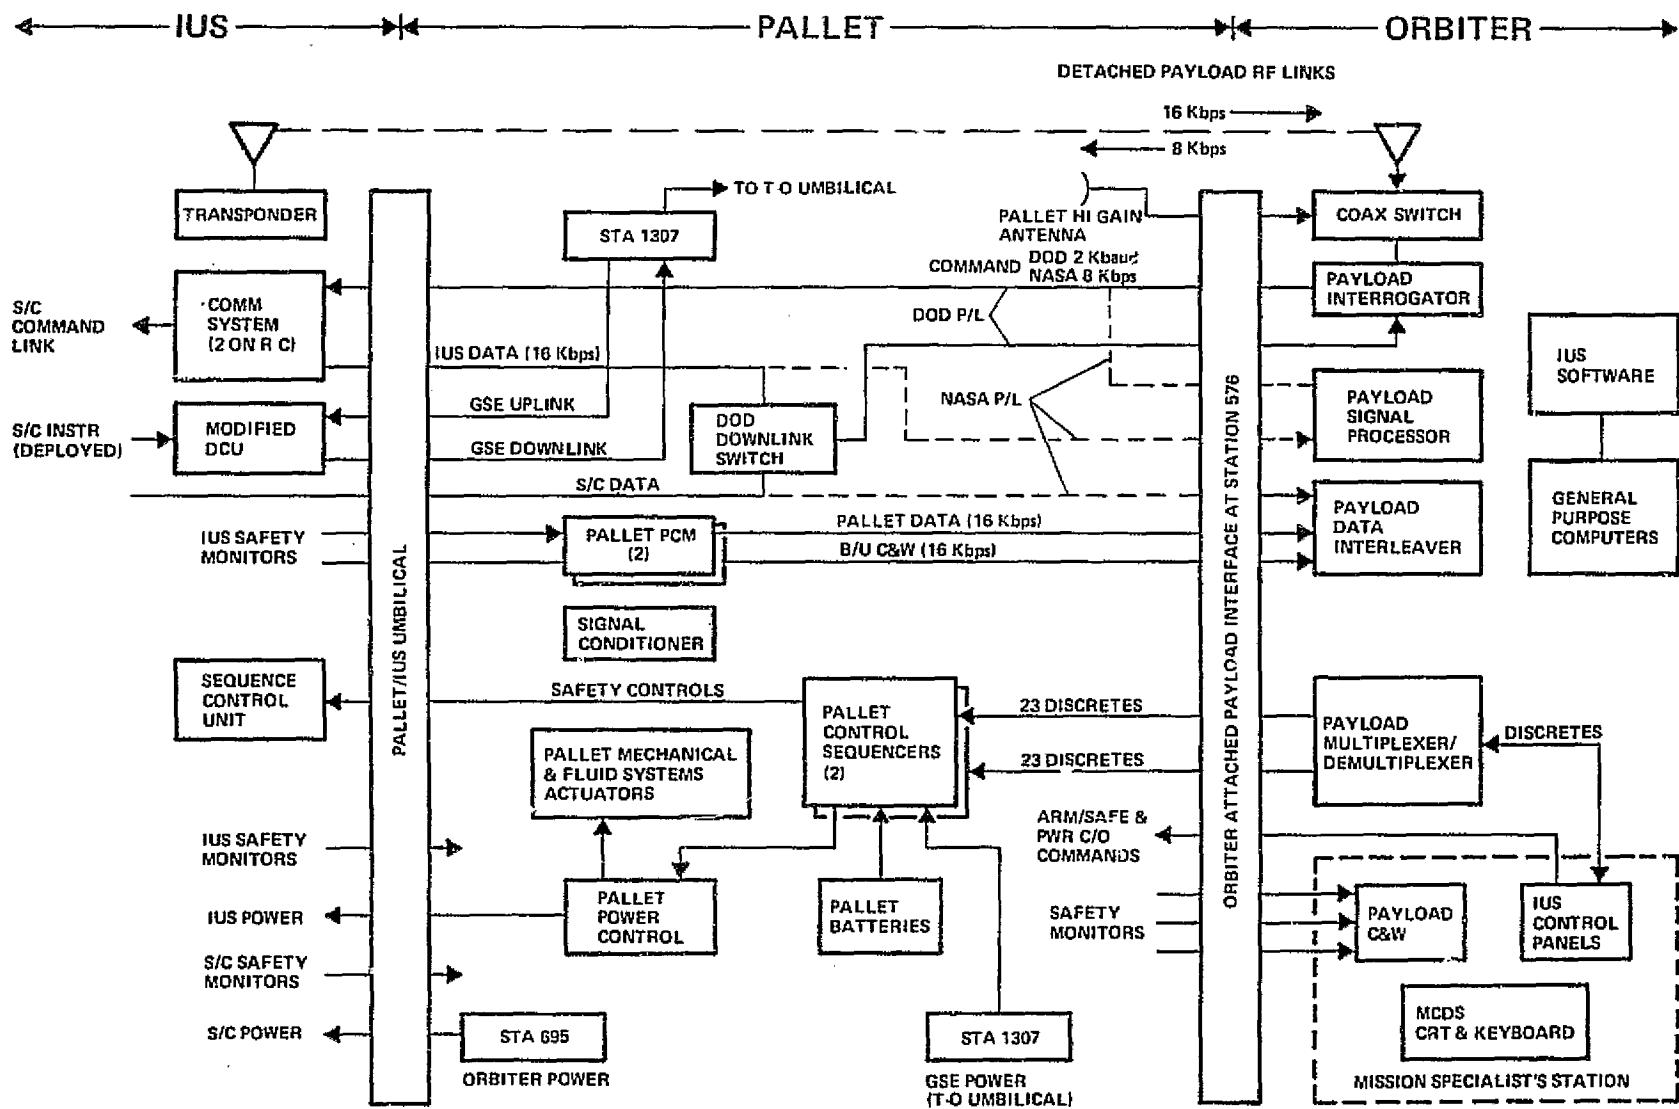 IUS
PALLET
ORBITER
DETACHED PAYLOAD RF LINKS
16 Kbps
8 Kbps
TRANSPONDER
TO T-O UMBILICAL
STA 1307
PALLET HI GAIN
ANTENNA
COAX SWITCH
COMMAND
DOD 2 Kbaud
NASA 8 Kbps
PAYLOAD
INTERROGATOR
S/C
COMMAND
LINK
COMM
SYSTEM
(2 ON R C)
DOD P/L
IUS DATA (16 Kbps)
IUS
SOFTWARE
GSE UPLINK
NASA P/L
PAYLOAD
SIGNAL
PROCESSOR
S/C INSTR
(DEPLOYED)
MODIFIED
DCU
DOD
DOWNLINK
SWITCH
GSE DOWNLINK
S/C DATA
IUS SAFETY
MONITORS
PALLET PCM
(2)
PALLET DATA (16 Kbps)
B/U C&W (16 Kbps)
PAYLOAD
DATA
INTERLEAVER
GENERAL
PURPOSE
COMPUTERS
PALLET/IUS UMBILICAL
ORBITER ATTACHED PAYLOAD INTERFACE AT STATION 576
SIGNAL
CONDITIONER
SEQUENCE
CONTROL
UNIT
SAFETY CONTROLS
PALLET
CONTROL
SEQUENCERS
(2)
23 DISCRETES
23 DISCRETES
PAYLOAD
MULTIPLEXER/
DEMULTIPLEXER
DISCRETES
PALLET MECHANICAL
& FLUID SYSTEMS
ACTUATORS
IUS SAFETY
MONITORS
ARM/SAFE &
PWR C/O
COMMANDS
IUS POWER
PALLET
POWER
CONTROL
PALLET
BATTERIES
SAFETY
MONITORS
PAYLOAD
C&W
IUS
CONTROL
PANELS
S/C SAFETY
MONITORS
S/C POWER
STA 695
ORBITER POWER
STA 1307
GSE POWER
(T-O UMBILICAL)
MCDS
CRT & KEYBOARD
MISSION SPECIALIST'S STATION